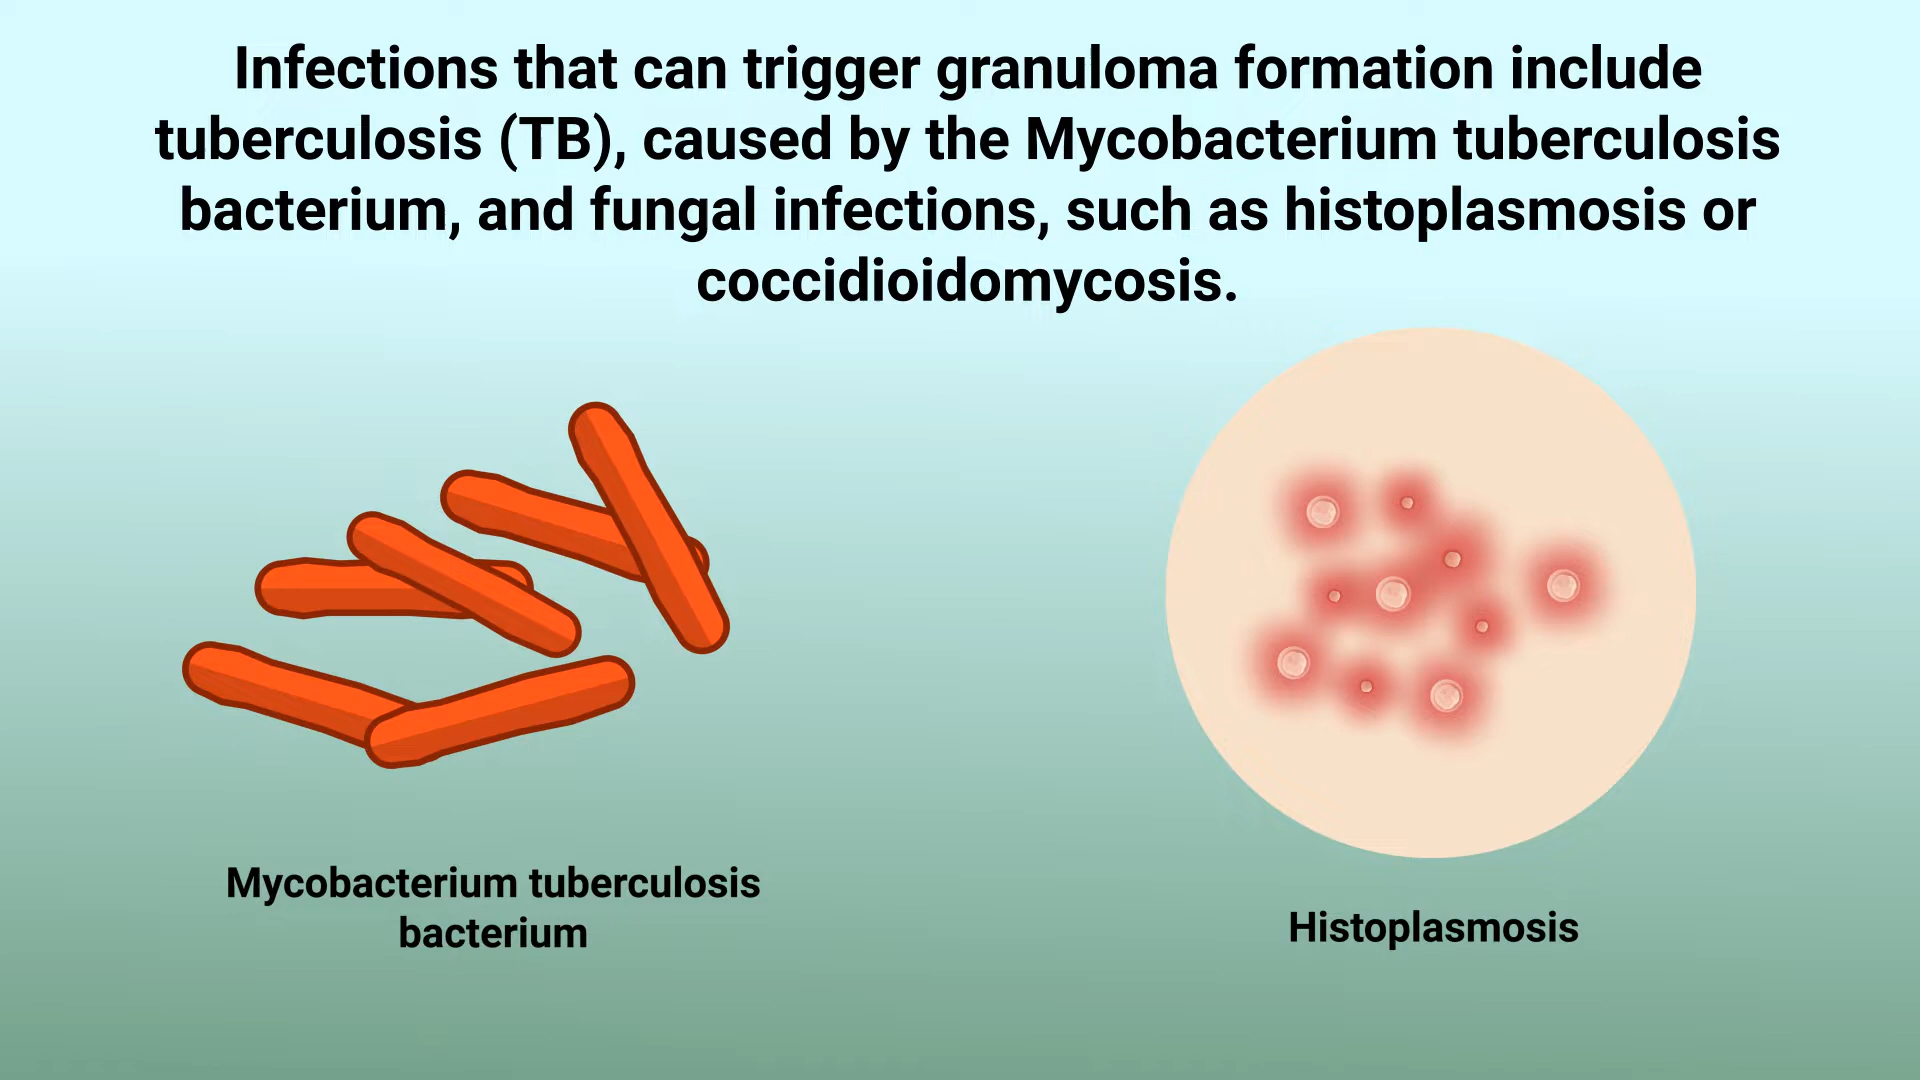 Infections that can trigger granuloma formation include
tuberculosis (TB), caused by the Mycobacterium tuberculosis
bacterium, and fungal infections, such as histoplasmosis or
coccidioidomycosis.
Mycobacterium tuberculosis
bacterium
Histoplasmosis